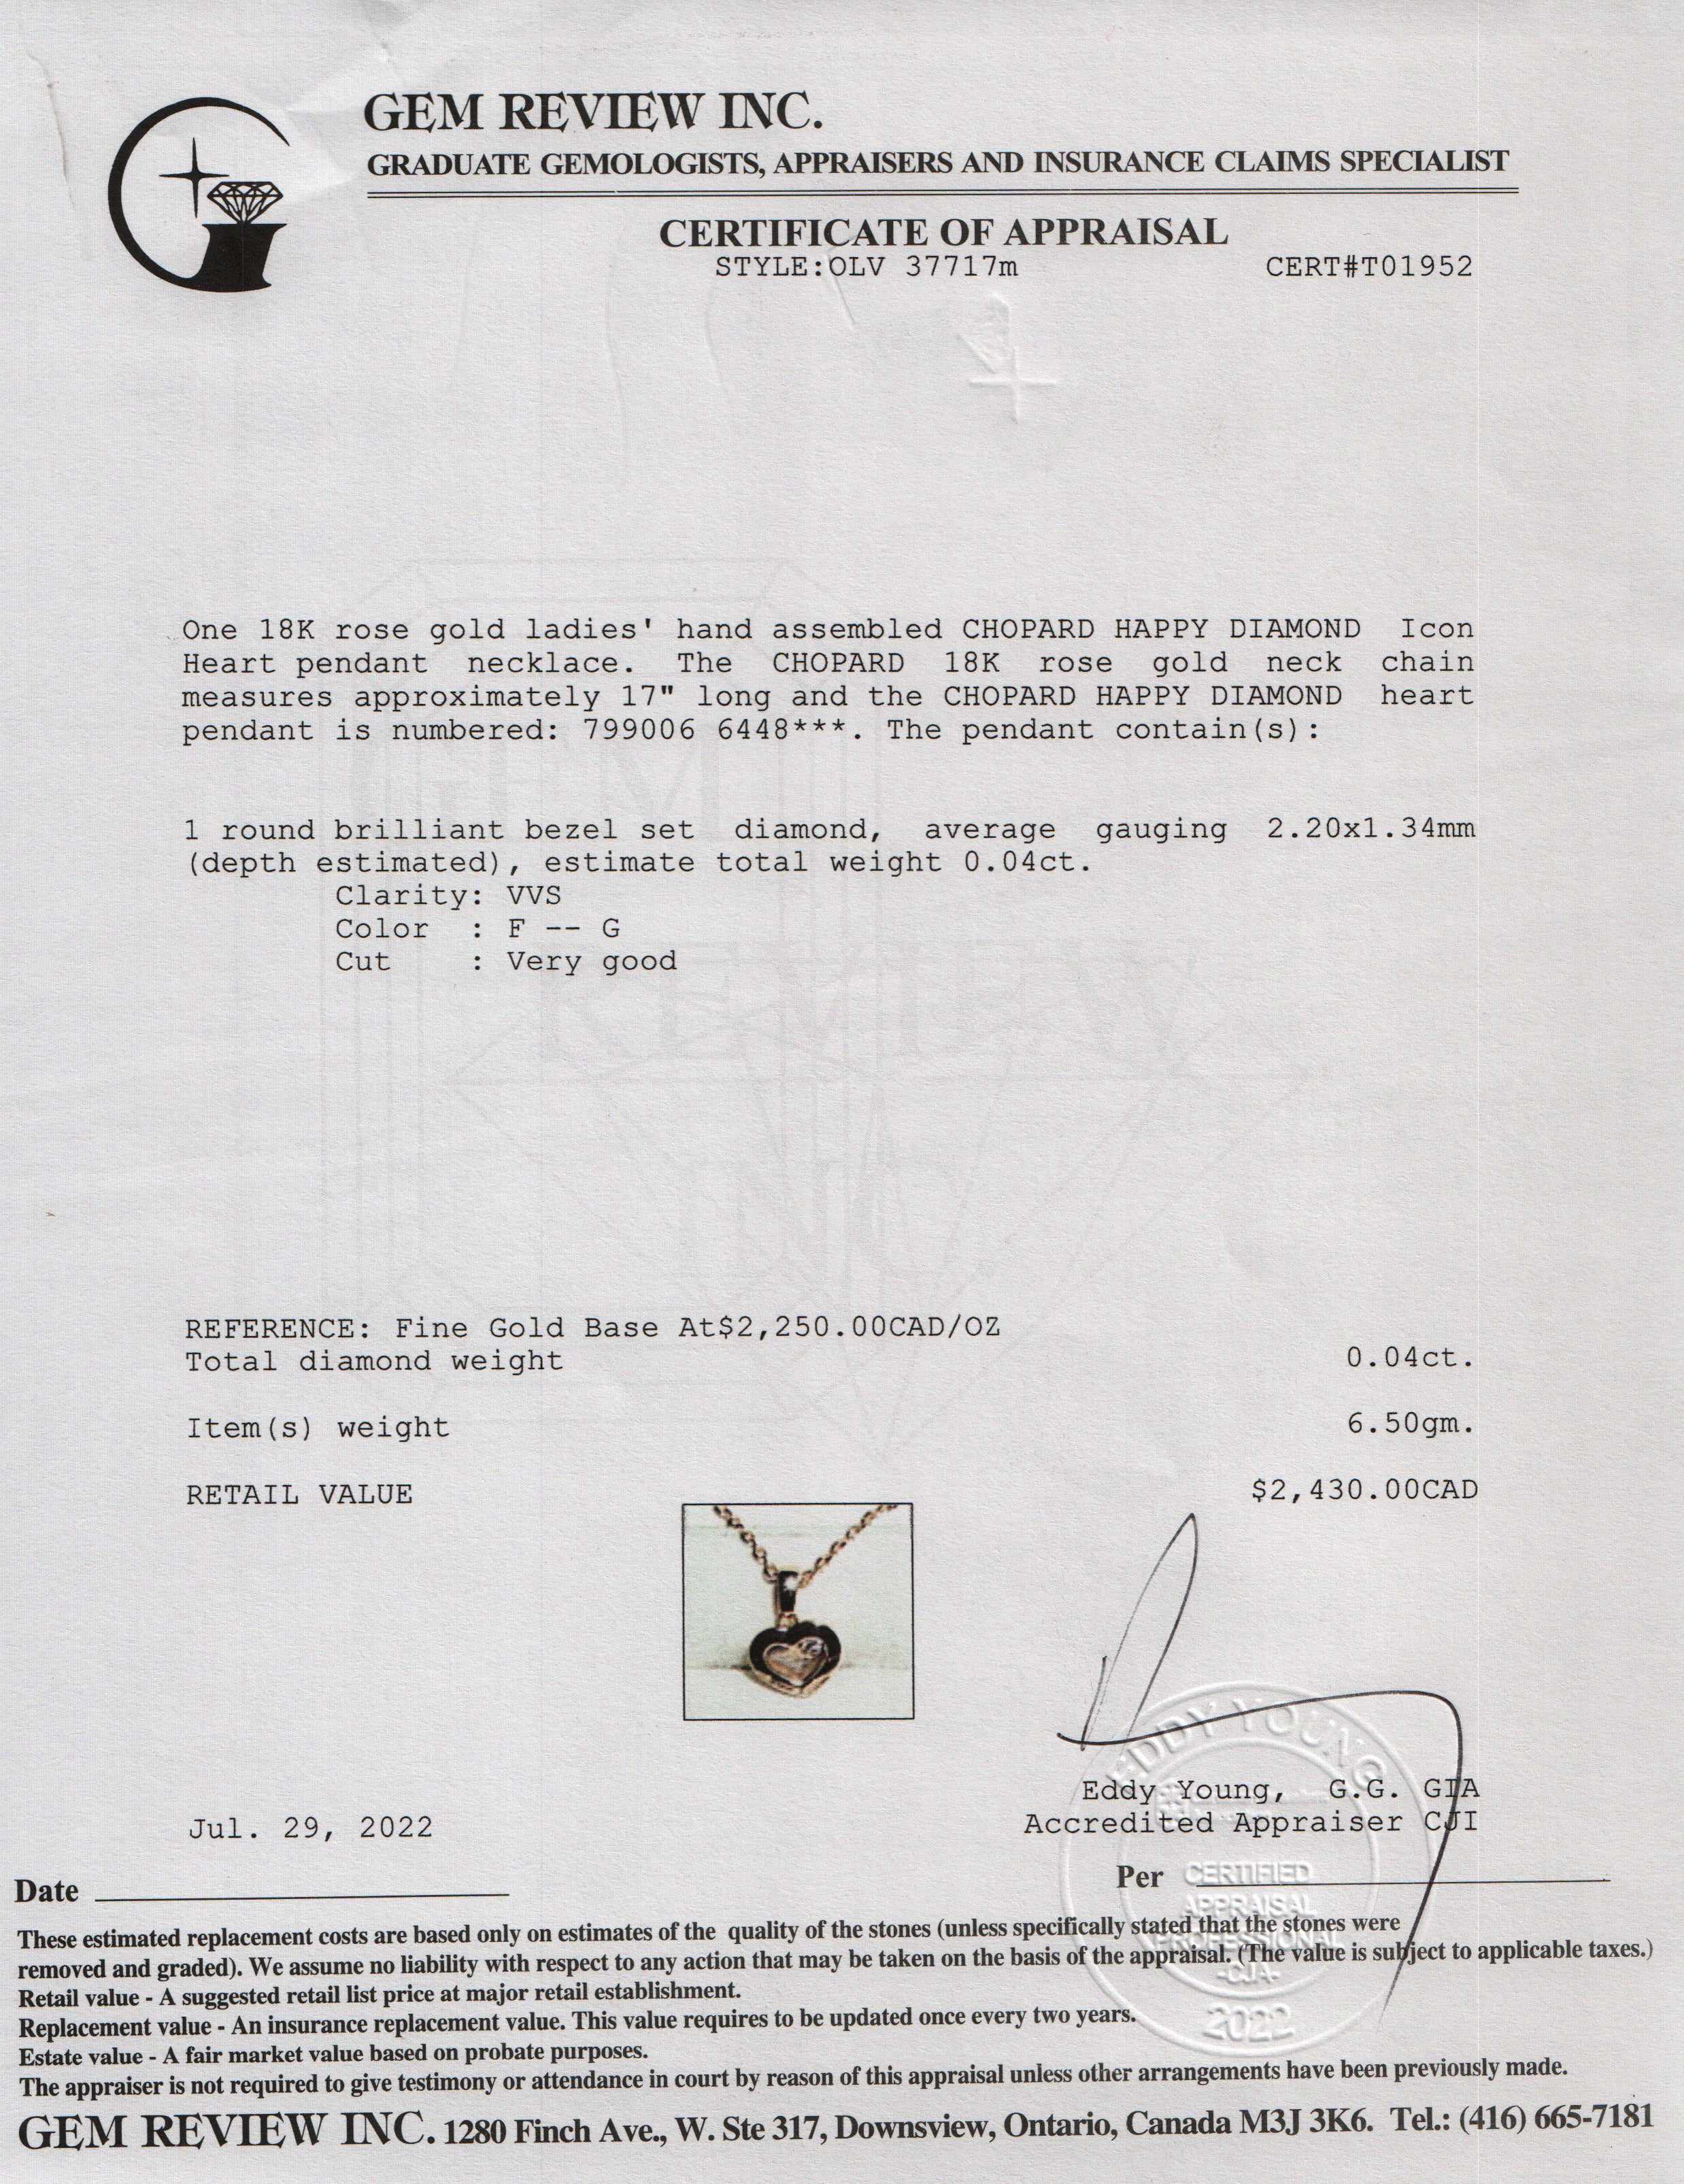 GEM REVIEW INC.
GRADUATE GEMOLOGISTS, APPRAISERS AND INSURANCE CLAIMS SPECIALIST
CERTIFICATE OF APPRAISAL
STYLE:OLV 37717m CERT#T01952
One 18K rose gold ladies' hand assembled CHOPARD HAPPY DIAMOND Icon
Heart pendant necklace. The CHOPARD 18K rose gold neck chain
measures approximately 17" long and the CHOPARD HAPPY DIAMOND heart
pendant is numbered: 799006 6448***. The pendant contain(s):
1 round brilliant bezel set diamond, average gauging 2.20x1.34mm
(depth estimated), estimate total weight 0.04ct.
Clarity: VVS
Color : F -- G
Cut : Very good
GEM
REVIEW
INC
REFERENCE: Fine Gold Base At$2,250.00CAD/OZ
Total diamond weight 0.04ct.
Item(s) weight 6.50gm.
RETAIL VALUE $2,430.00CAD
EDDY YOUNG
Eddy Young, G.G. GIA
Jul. 29, 2022 Accredited Appraiser CJI
Date Per
CERTIFIED
APPRAISAL
PROFESSIONAL
-CJA-
2022
These estimated replacement costs are based only on estimates of the quality of the stones (unless specifically stated that the stones were
removed and graded). We assume no liability with respect to any action that may be taken on the basis of the appraisal. (The value is subject to applicable taxes.)
Retail value - A suggested retail list price at major retail establishment.
Replacement value - An insurance replacement value. This value requires to be updated once every two years.
Estate value - A fair market value based on probate purposes.
The appraiser is not required to give testimony or attendance in court by reason of this appraisal unless other arrangements have been previously made.
GEM REVIEW INC. 1280 Finch Ave., W. Ste 317, Downsview, Ontario, Canada M3J 3K6. Tel.: (416) 665-7181